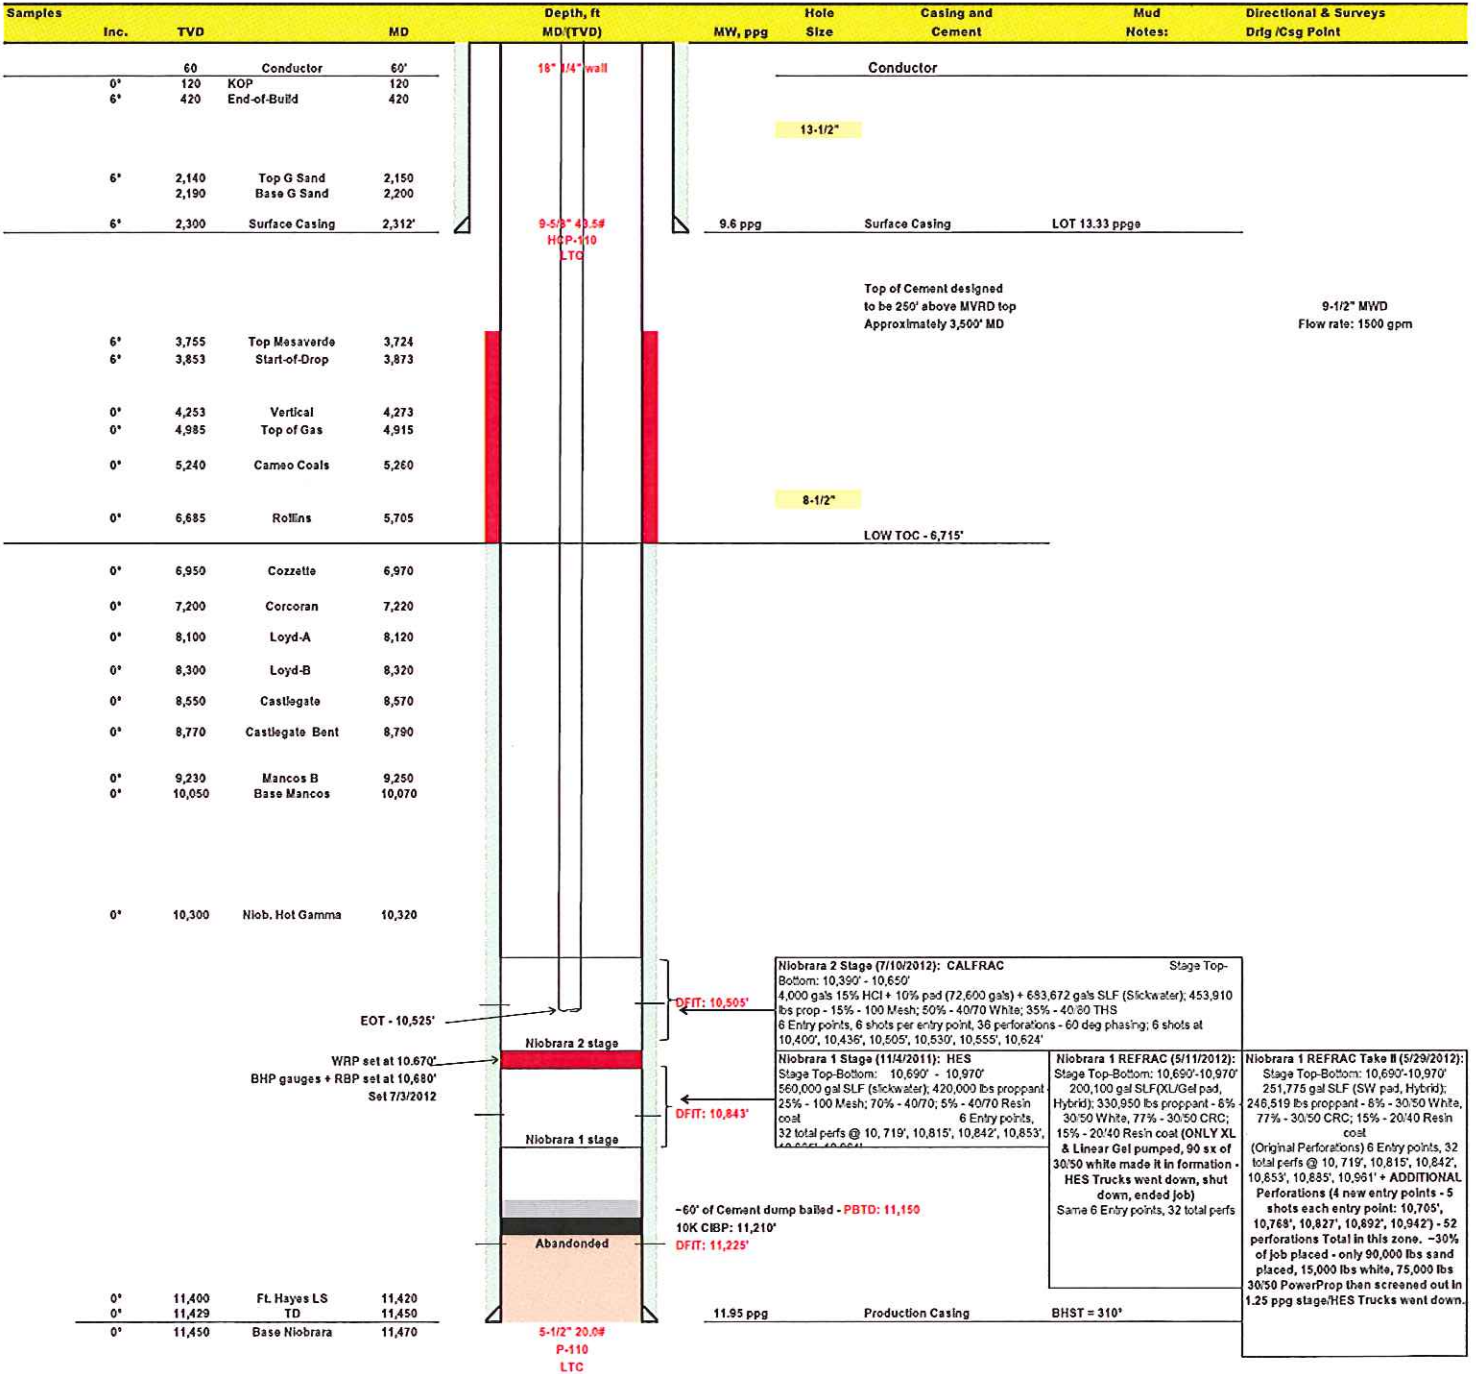 Samples Depth, ft Hole Casing and Mud Directional & Surveys
Inc. TVD MD MD/(TVD) MW, ppg Size Cement Notes: Drlg /Csg Point
60 Conductor 60' 18" 1/4" wall Conductor
0° 120 KOP 120
6° 420 End-of-Build 420
13-1/2"
6° 2,140 Top G Sand 2,150
2,190 Base G Sand 2,200
6° 2,300 Surface Casing 2,312' 9-5/8" 43.5# 9.6 ppg Surface Casing LOT 13.33 ppge
HCP-110
LTC
Top of Cement designed
to be 250' above MVRD top 9-1/2" MWD
Approximately 3,500' MD Flow rate: 1500 gpm
6° 3,755 Top Mesaverde 3,724
6° 3,853 Start-of-Drop 3,873
0° 4,253 Vertical 4,273
0° 4,985 Top of Gas 4,915
0° 5,240 Cameo Coals 5,260
8-1/2"
0° 6,685 Rollins 5,705
LOW TOC - 6,715'
0° 6,950 Cozzette 6,970
0° 7,200 Corcoran 7,220
0° 8,100 Loyd-A 8,120
0° 8,300 Loyd-B 8,320
0° 8,550 Castlegate 8,570
0° 8,770 Castlegate Bent 8,790
0° 9,230 Mancos B 9,250
0° 10,050 Base Mancos 10,070
0° 10,300 Niob. Hot Gamma 10,320
Niobrara 2 Stage (7/10/2012): CALFRAC Stage Top-
Bottom: 10,390' - 10,650'
4,000 gals 15% HCl + 10% pad (72,600 gals) + 683,672 gals SLF (Slickwater); 453,910
lbs prop - 15% - 100 Mesh; 50% - 40/70 White; 35% - 40/80 THS
6 Entry points, 6 shots per entry point, 36 perforations - 60 deg phasing; 6 shots at
10,400', 10,436', 10,505', 10,530', 10,555', 10,624'
DFIT: 10,505'
EOT - 10,525'
Niobrara 2 stage
WRP set at 10.670'
BHP gauges + RBP set at 10,680'
Set 7/3/2012
Niobrara 1 Stage (11/4/2011): HES
Stage Top-Bottom: 10,690' - 10,970'
560,000 gal SLF (slickwater); 420,000 lbs proppant -
25% - 100 Mesh; 70% - 40/70; 5% - 40/70 Resin
coat 6 Entry points,
32 total perfs @ 10, 719', 10,815', 10,842', 10,853',
DFIT: 10,843'
Niobrara 1 stage
Niobrara 1 REFRAC (5/11/2012):
Stage Top-Bottom: 10,690'-10,970'
200,100 gal SLF(XL/Gel pad,
Hybrid); 330,950 lbs proppant - 8% -
30/50 White, 77% - 30/50 CRC;
15% - 20/40 Resin coat (ONLY XL
& Linear Gel pumped, 90 sx of
30/50 white made it in formation -
HES Trucks went down, shut
down, ended job)
Same 6 Entry points, 32 total perfs
Niobrara 1 REFRAC Take II (5/29/2012):
Stage Top-Bottom: 10,690'-10,970'
251,775 gal SLF (SW pad, Hybrid);
246,519 lbs proppant - 8% - 30/50 White,
77% - 30/50 CRC; 15% - 20/40 Resin
coat
(Original Perforations) 6 Entry points, 32
total perfs @ 10, 719', 10,815', 10,842',
10,853', 10,885', 10,961' + ADDITIONAL
Perforations (4 new entry points - 5
shots each entry point: 10,705',
10,768', 10,827', 10,892', 10,942') - 52
perforations Total in this zone. ~30%
of job placed - only 90,000 lbs sand
placed, 15,000 lbs white, 75,000 lbs
30/50 PowerProp then screened out in
1.25 ppg stage/HES Trucks went down.
~60' of Cement dump bailed - PBTD: 11,150
10K CIBP: 11,210'
Abandonded DFIT: 11,225'
0° 11,400 Ft. Hayes LS 11,420
0° 11,429 TD 11,450 11.95 ppg Production Casing BHST = 310°
0° 11,450 Base Niobrara 11,470 5-1/2" 20.0#
P-110
LTC